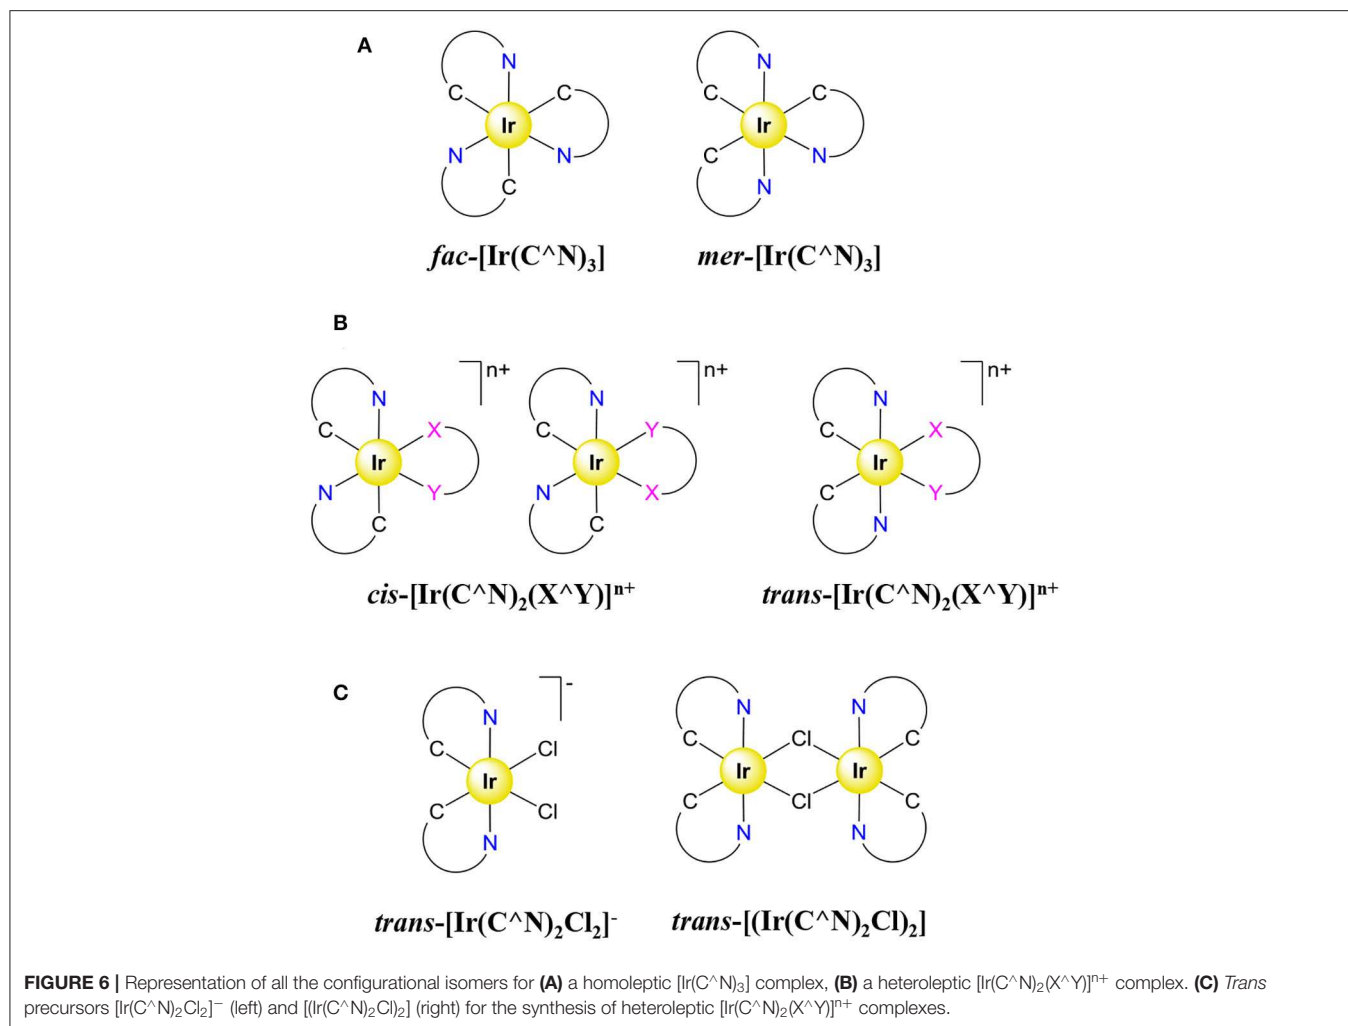 A
N
C
C
Ir
N
N
C
N
C
C
Ir
C
N
N
fac-[Ir(C^N)₃]
mer-[Ir(C^N)₃]
B
n+
N
C
X
Ir
N
Y
C
n+
N
C
Y
Ir
N
X
C
n+
N
C
X
Ir
C
Y
N
cis-[Ir(C^N)₂(X^Y)]ⁿ⁺
trans-[Ir(C^N)₂(X^Y)]ⁿ⁺
C
-
N
C
Cl
Ir
C
Cl
N
N
N
C
Cl
C
Ir
Ir
C
Cl
C
N
N
trans-[Ir(C^N)₂Cl₂]⁻
trans-[(Ir(C^N)₂Cl)₂]
FIGURE 6 | Representation of all the configurational isomers for (A) a homoleptic [Ir(C^N)₃] complex, (B) a heteroleptic [Ir(C^N)₂(X^Y)]ⁿ⁺ complex. (C) Trans
precursors [Ir(C^N)₂Cl₂]⁻ (left) and [(Ir(C^N)₂Cl)₂] (right) for the synthesis of heteroleptic [Ir(C^N)₂(X^Y)]ⁿ⁺ complexes.